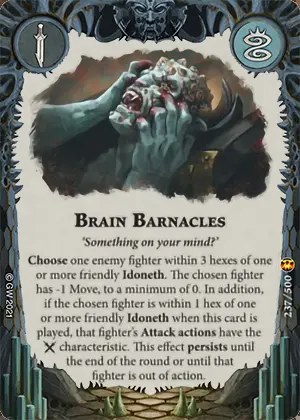 BRAIN BARNACLES
'Something on your mind?'
Choose one enemy fighter within 3 hexes of one
or more friendly Idoneth. The chosen fighter
has -1 Move, to a minimum of 0. In addition,
if the chosen fighter is within 1 hex of one
or more friendly Idoneth when this card is
played, that fighter's Attack actions have the
characteristic. This effect persists until
the end of the round or until that
fighter is out of action.
© GW 2021
237/500